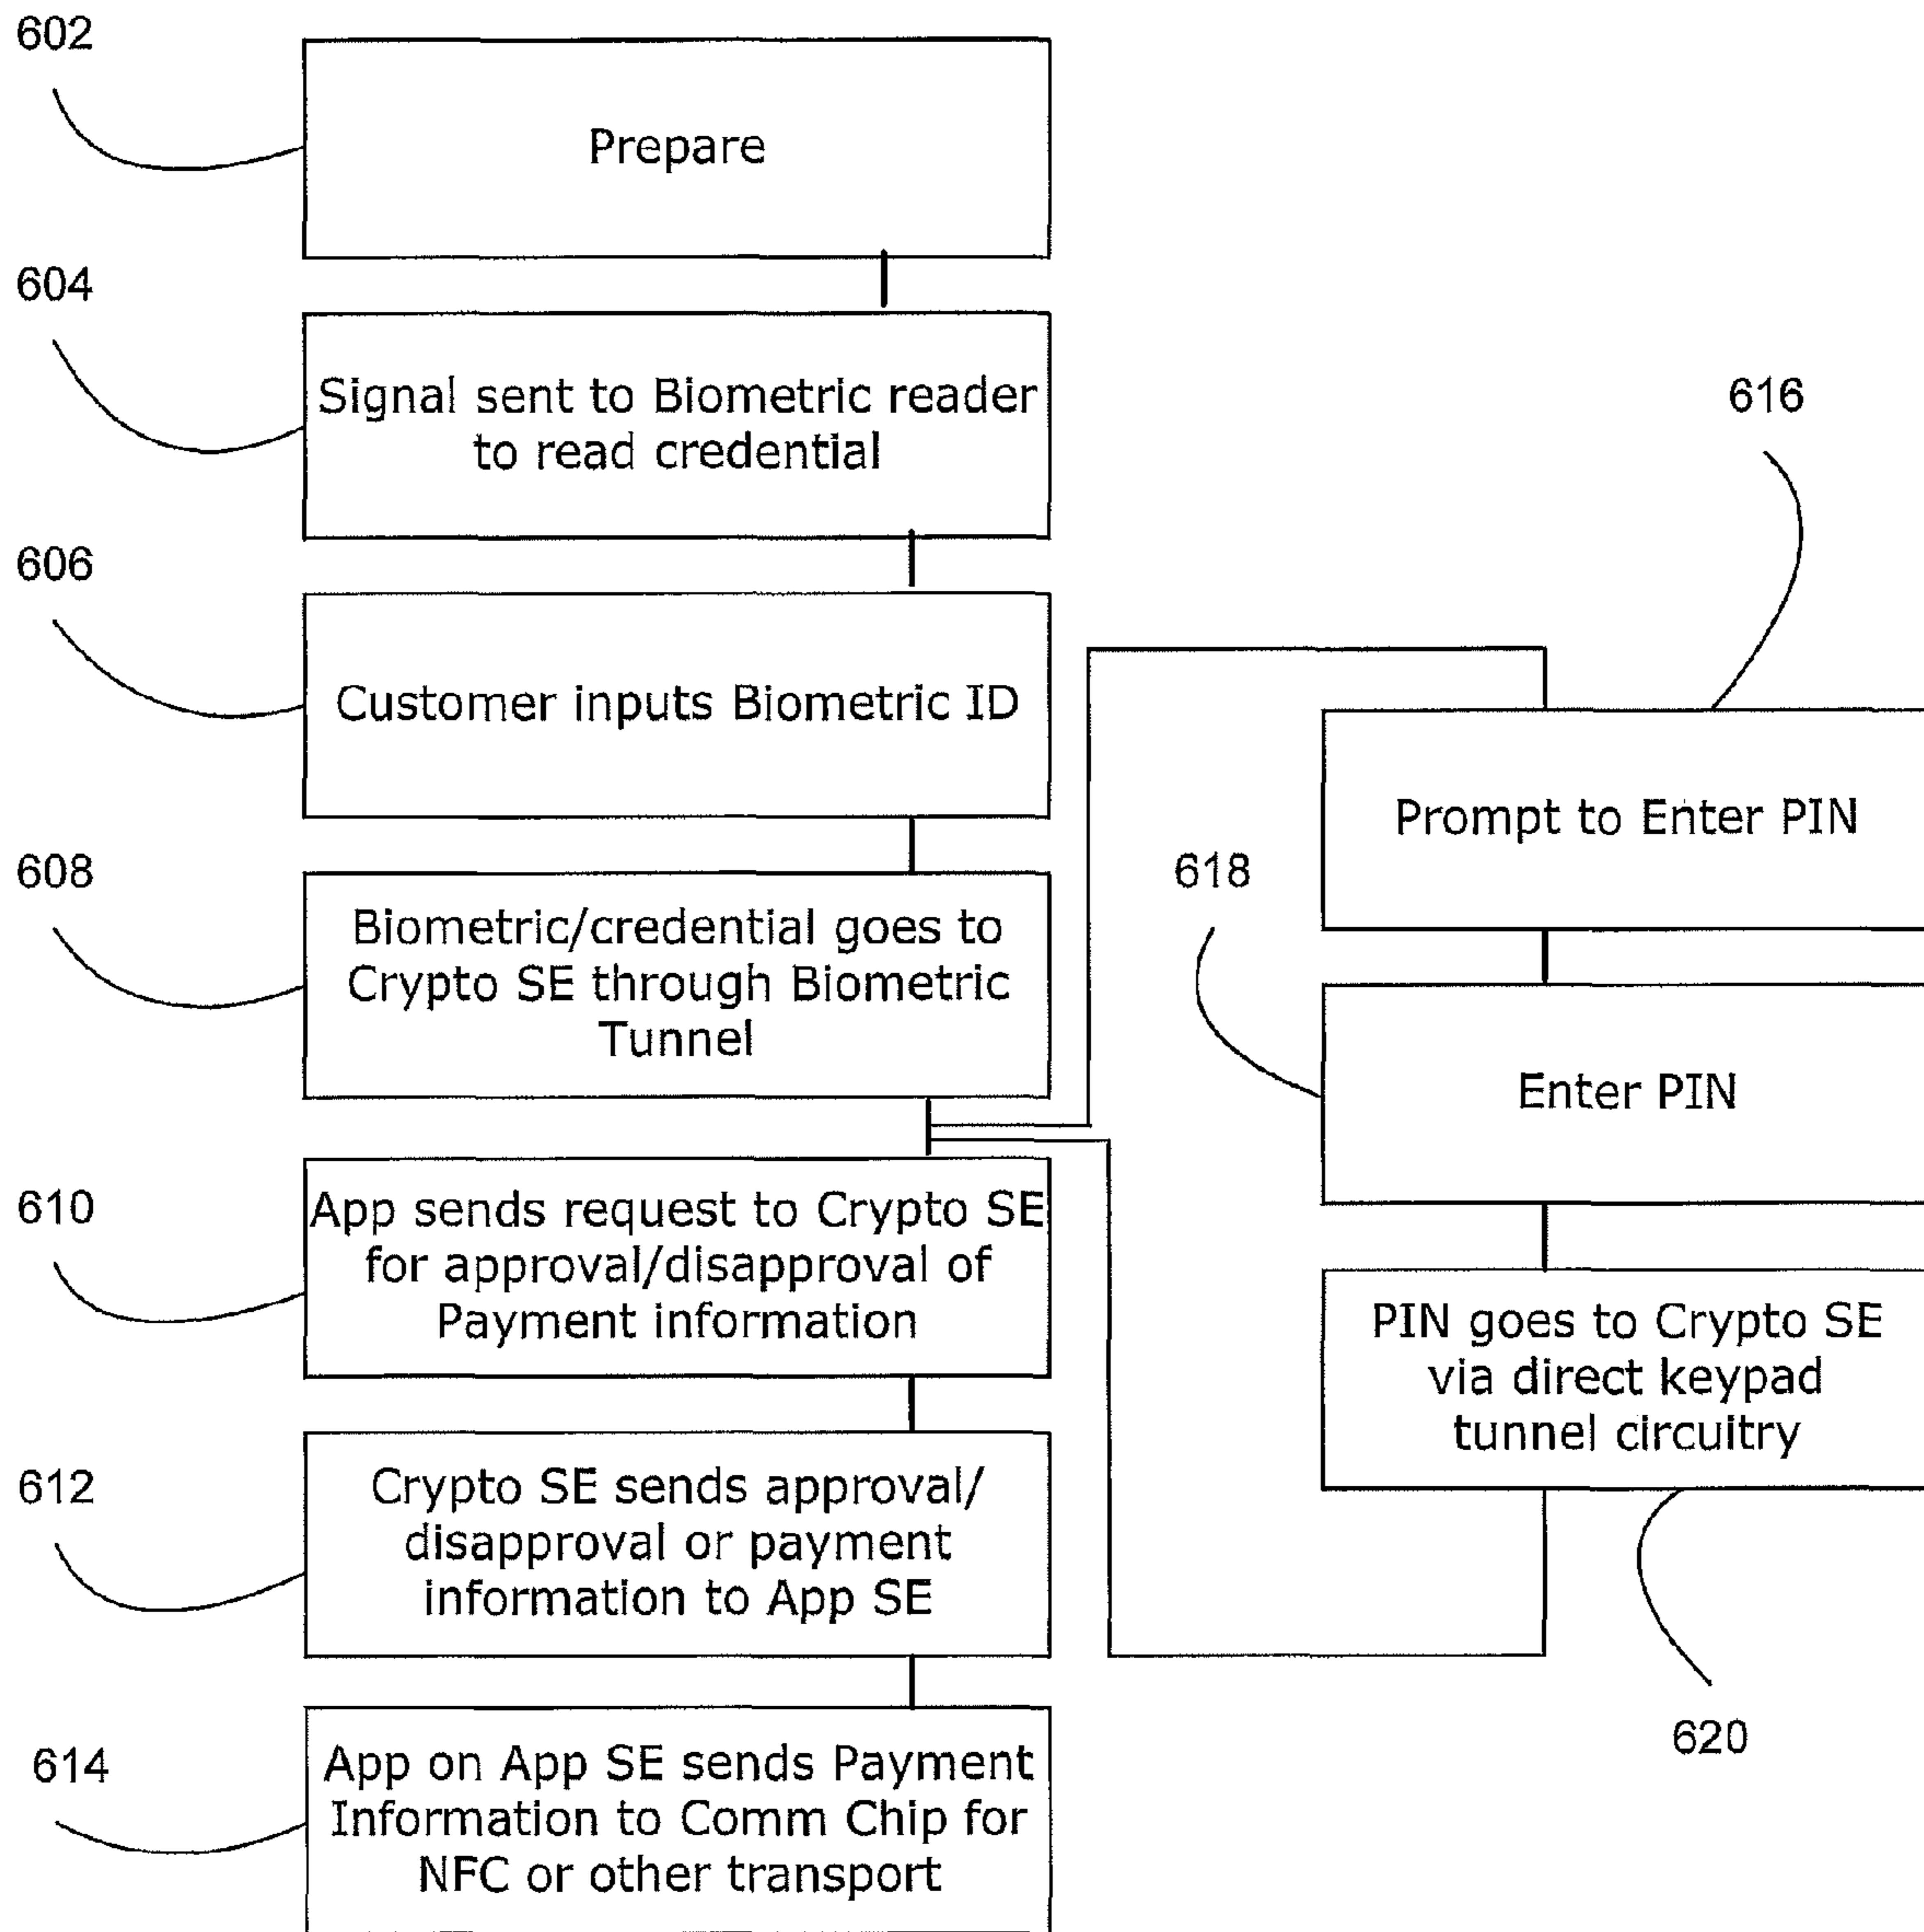 602
Prepare
604
Signal sent to Biometric reader
to read credential
606
Customer inputs Biometric ID
608
Biometric/credential goes to
Crypto SE through Biometric
Tunnel
610
App sends request to Crypto SE
for approval/disapproval of
Payment information
612
Crypto SE sends approval/
disapproval or payment
information to App SE
614
App on App SE sends Payment
Information to Comm Chip for
NFC or other transport
616
Prompt to Enter PIN
618
Enter PIN
PIN goes to Crypto SE
via direct keypad
tunnel circuitry
620